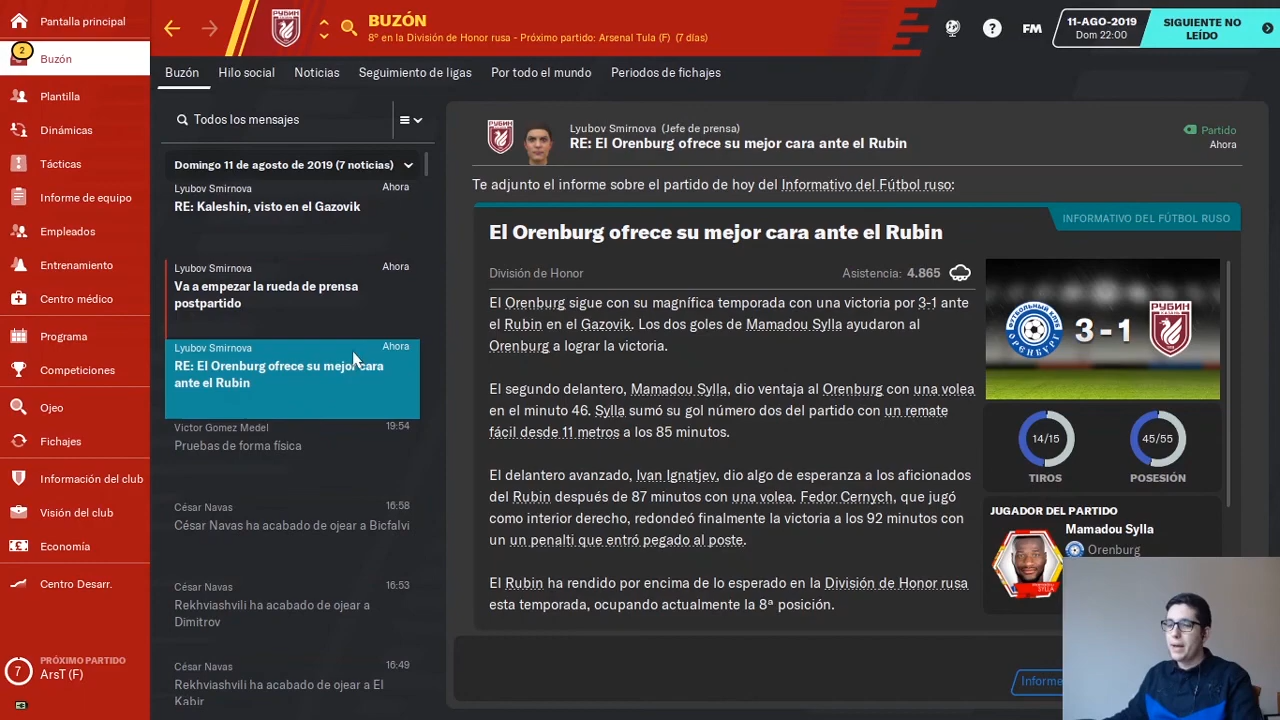 Pantalla principal
2
Buzón
Plantilla
Dinámicas
Tácticas
Informe de equipo
Empleados
Entrenamiento
Centro médico
Programa
Competiciones
Ojeo
Fichajes
Información del club
Visión del club
Economía
Centro Desarr.
7
PRÓXIMO PARTIDO
ArsT (F)
РУБИН
BUZÓN
8º en la División de Honor rusa - Próximo partido: Arsenal Tula (F) (7 días)
?
FM
11-AGO-2019
Dom 22:00
SIGUIENTE NO LEÍDO
Buzón
Hilo social
Noticias
Seguimiento de ligas
Por todo el mundo
Periodos de fichajes
Todos los mensajes
Domingo 11 de agosto de 2019 (7 noticias)
Lyubov Smirnova
Ahora
RE: Kaleshin, visto en el Gazovik
Lyubov Smirnova
Ahora
Va a empezar la rueda de prensa
postpartido
Lyubov Smirnova
Ahora
RE: El Orenburg ofrece su mejor cara
ante el Rubin
Victor Gomez Medel
19:54
Pruebas de forma física
César Navas
16:58
César Navas ha acabado de ojear a Bicfalvi
César Navas
16:53
Rekhviashvili ha acabado de ojear a
Dimitrov
César Navas
16:49
Rekhviashvili ha acabado de ojear a El
Kabir
Lyubov Smirnova (Jefe de prensa)
RE: El Orenburg ofrece su mejor cara ante el Rubin
Partido
Ahora
Te adjunto el informe sobre el partido de hoy del Informativo del Fútbol ruso:
INFORMATIVO DEL FÚTBOL RUSO
El Orenburg ofrece su mejor cara ante el Rubin
División de Honor
Asistencia: 4.865
El Orenburg sigue con su magnífica temporada con una victoria por 3-1 ante
el Rubin en el Gazovik. Los dos goles de Mamadou Sylla ayudaron al
Orenburg a lograr la victoria.
El segundo delantero, Mamadou Sylla, dio ventaja al Orenburg con una volea
en el minuto 46. Sylla sumó su gol número dos del partido con un remate
fácil desde 11 metros a los 85 minutos.
El delantero avanzado, Ivan Ignatjev, dio algo de esperanza a los aficionados
del Rubin después de 87 minutos con una volea. Fedor Cernych, que jugó
como interior derecho, redondeó finalmente la victoria a los 92 minutos con
un un penalti que entró pegado al poste.
El Rubin ha rendido por encima de lo esperado en la División de Honor rusa
esta temporada, ocupando actualmente la 8ª posición.
3-1
РУБИН
14/15
TIROS
45/55
POSESIÓN
JUGADOR DEL PARTIDO
Mamadou Sylla
Orenburg
SYLLA
Informe